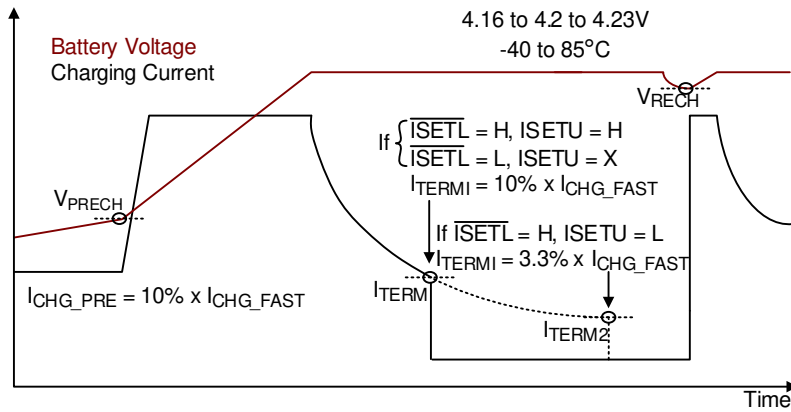 4.16 to 4.2 to 4.23V
-40 to 85°C
Battery Voltage
Charging Current
VRECH
If { ISETL = H, ISETU = H
ISETL = L, ISETU = X
ITERMI = 10% x ICHG_FAST
VPRECH
If ISETL = H, ISETU = L
ITERMI = 3.3% x ICHG_FAST
ICHG_PRE = 10% x ICHG_FAST
ITERM
ITERM2
Time